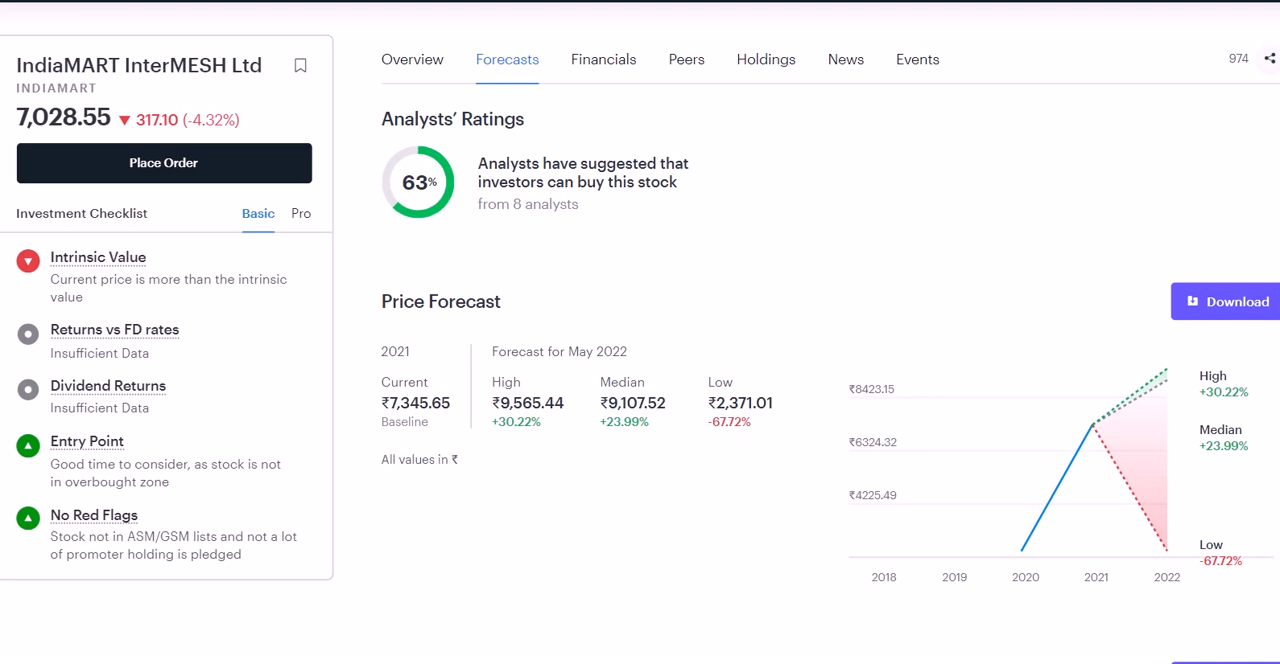 IndiaMART InterMESH Ltd
INDIAMART
7,028.55 ▼ 317.10 (-4.32%)
Place Order
Investment Checklist Basic Pro
Intrinsic Value
Current price is more than the intrinsic
value
Returns vs FD rates
Insufficient Data
Dividend Returns
Insufficient Data
Entry Point
Good time to consider, as stock is not
in overbought zone
No Red Flags
Stock not in ASM/GSM lists and not a lot
of promoter holding is pledged
Overview Forecasts Financials Peers Holdings News Events 974
Analysts’ Ratings
63%
Analysts have suggested that
investors can buy this stock
from 8 analysts
Price Forecast
Download
2021 Forecast for May 2022
Current High Median Low
₹7,345.65 ₹9,565.44 ₹9,107.52 ₹2,371.01
Baseline +30.22% +23.99% -67.72%
All values in ₹
₹8423.15
₹6324.32
₹4225.49
High
+30.22%
Median
+23.99%
Low
-67.72%
2018 2019 2020 2021 2022